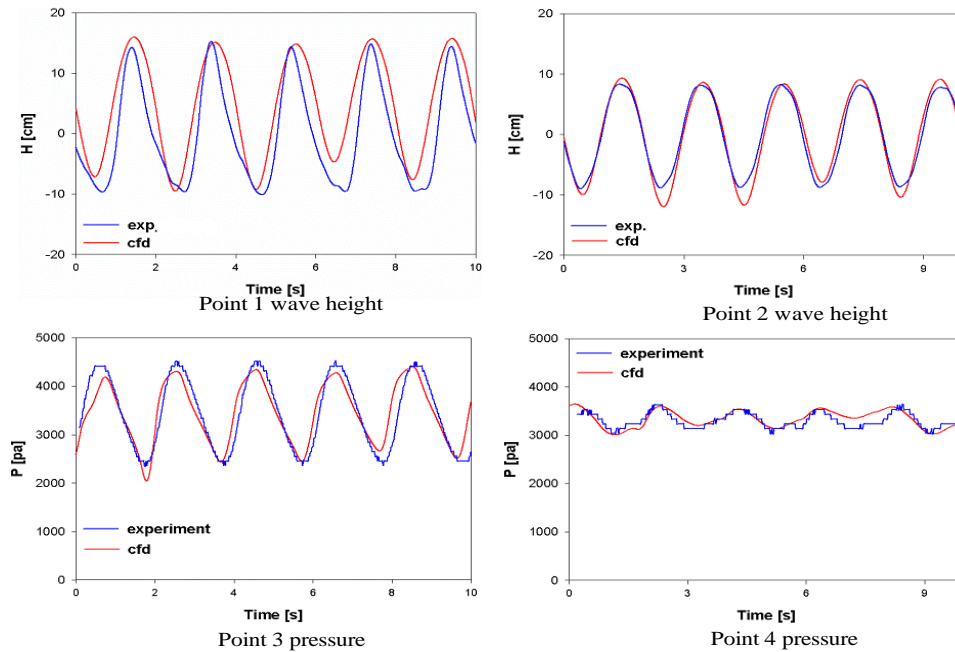 20
10
0
-10
-20
H [cm]
exp.
cfd
0 2 4 6 8 10
Time [s]
Point 1 wave height
20
10
0
-10
-20
H [cm]
exp.
cfd
0 3 6 9
Time [s]
Point 2 wave height
5000
4000
3000
2000
1000
0
P [pa]
experiment
cfd
0 2 4 6 8 10
Time [s]
Point 3 pressure
5000
4000
3000
2000
1000
0
P [pa]
experiment
cfd
0 3 6 9
Time [s]
Point 4 pressure